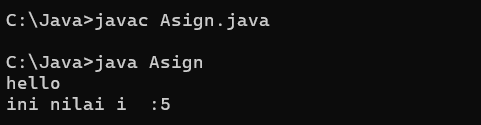 C:\Java>javac Asign.java
C:\Java>java Asign
hello
ini nilai i  :5